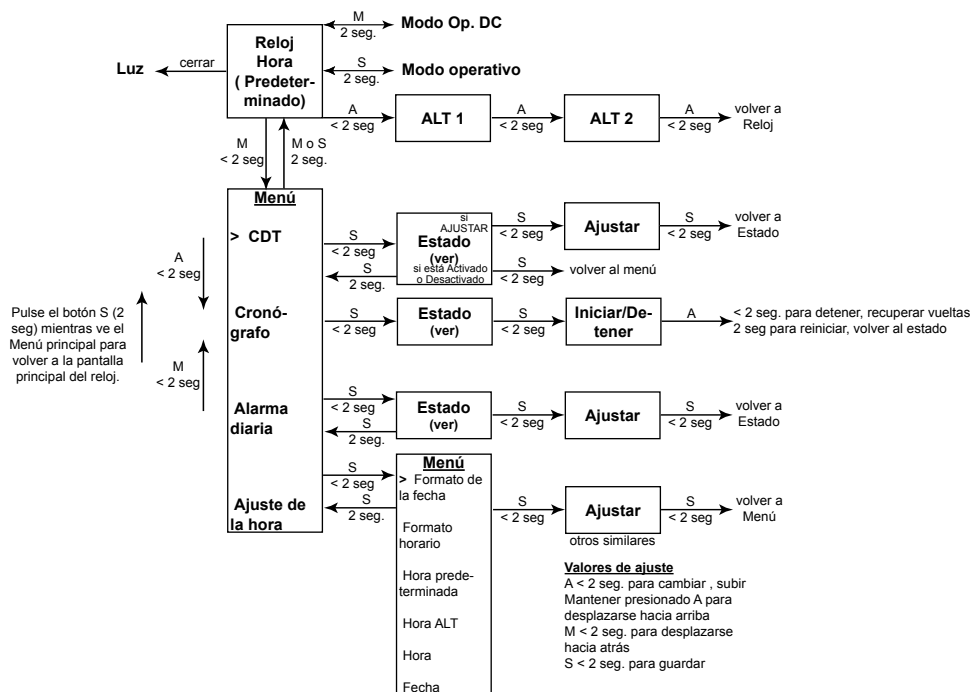 M
2 seg.
Modo Op. DC
Reloj
Hora
( Predeter-
minado)
cerrar
Luz
S
2 seg.
Modo operativo
A
< 2 seg
ALT 1
A
< 2 seg
ALT 2
A
< 2 seg
volver a
Reloj
M
< 2 seg
M o S
2 seg.
Menú
> CDT
S
< 2 seg
S
2 seg.
si
AJUSTAR
Estado
(ver)
si está Activado
o Desactivado
S
< 2 seg
Ajustar
S
< 2 seg
volver a
Estado
S
< 2 seg
volver al menú
A
< 2 seg
Pulse el botón S (2
seg) mientras ve el
Menú principal para
volver a la pantalla
principal del reloj.
M
< 2 seg
Cronó-
grafo
S
< 2 seg
Estado
(ver)
S
< 2 seg
Iniciar/De-
tener
A
< 2 seg. para detener, recuperar vueltas
2 seg para reiniciar, volver al estado
Alarma
diaria
S
< 2 seg
S
2 seg.
Estado
(ver)
S
< 2 seg
Ajustar
S
< 2 seg
volver a
Estado
Ajuste de
la hora
S
< 2 seg
S
2 seg.
Menú
> Formato de
la fecha
Formato
horario
Hora prede-
terminada
Hora ALT
Hora
Fecha
S
< 2 seg
Ajustar
otros similares
S
< 2 seg
volver a
Menú
Valores de ajuste
A < 2 seg. para cambiar , subir
Mantener presionado A para
desplazarse hacia arriba
M < 2 seg. para desplazarse
hacia atrás
S < 2 seg. para guardar